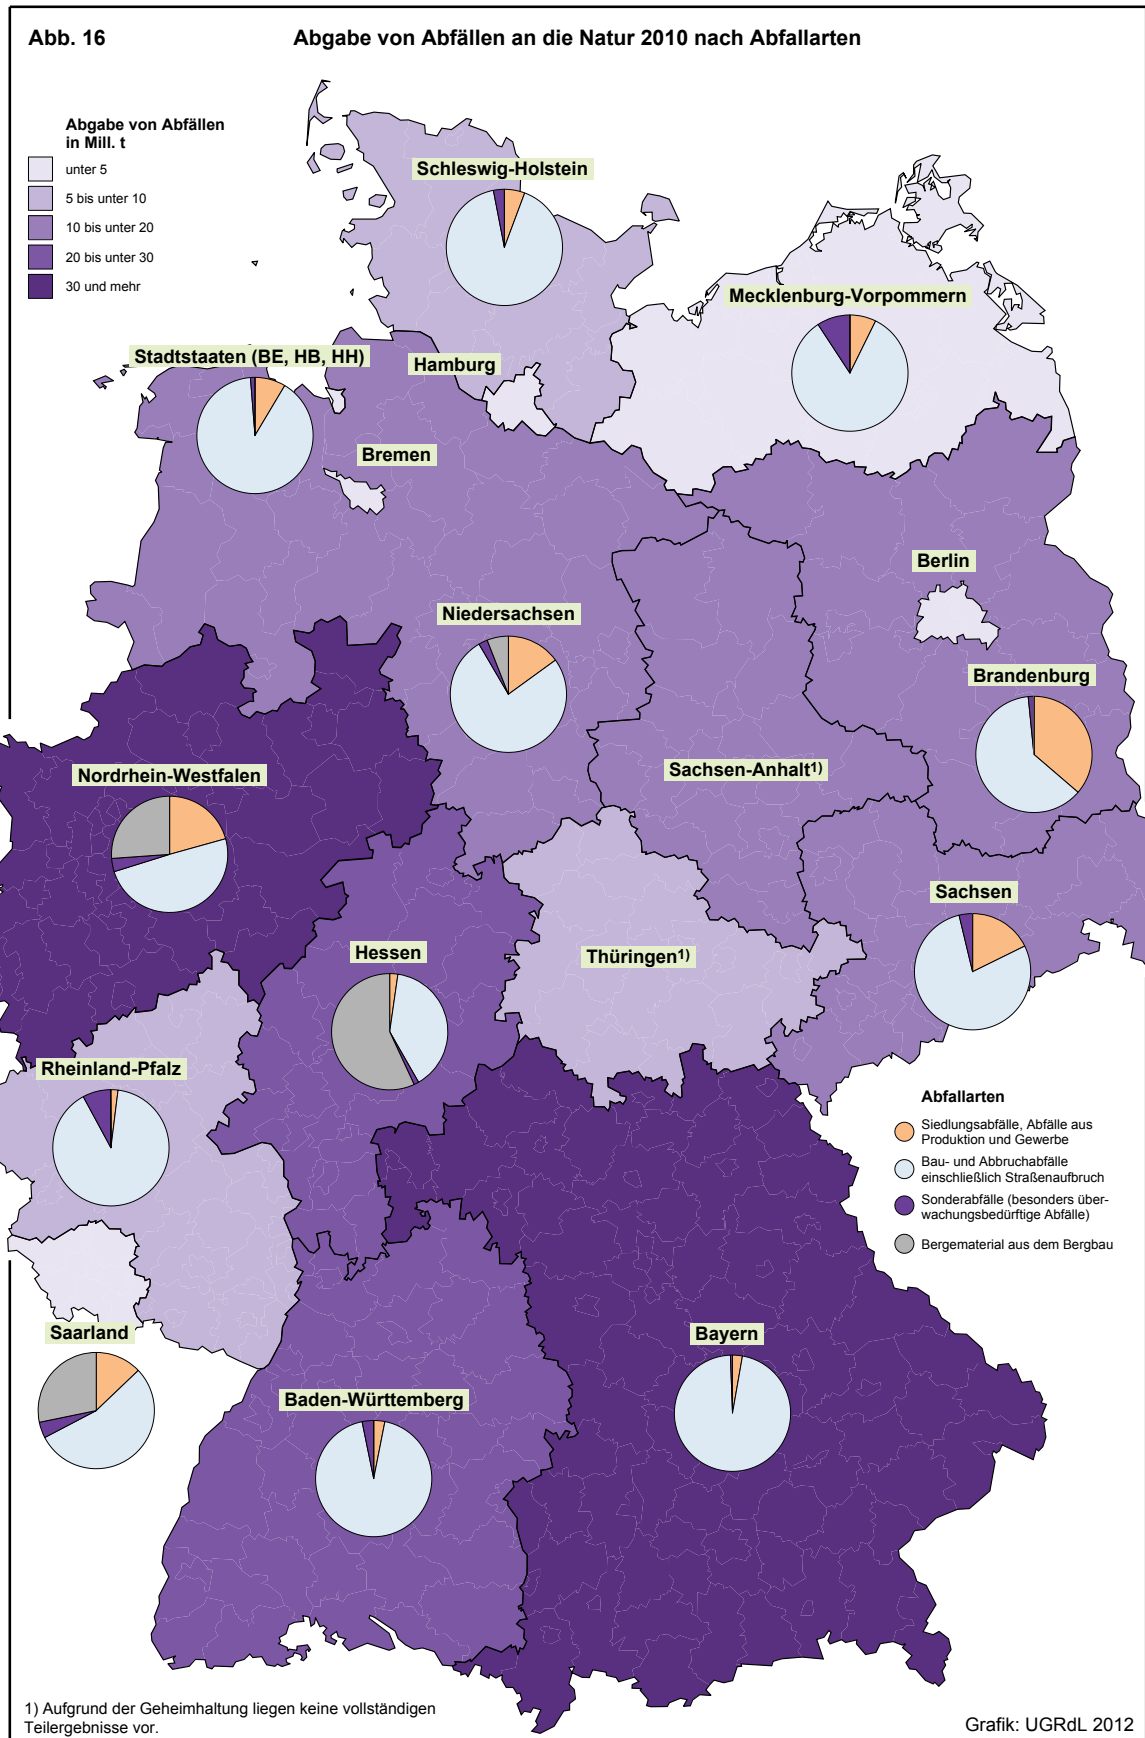 Abb. 16
Abgabe von Abfällen an die Natur 2010 nach Abfallarten
Abgabe von Abfällen
in Mill. t
unter 5
5 bis unter 10
10 bis unter 20
20 bis unter 30
30 und mehr
Schleswig-Holstein
Mecklenburg-Vorpommern
Stadtstaaten (BE, HB, HH)
Hamburg
Bremen
Berlin
Niedersachsen
Brandenburg
Nordrhein-Westfalen
Sachsen-Anhalt1)
Sachsen
Hessen
Thüringen1)
Rheinland-Pfalz
Abfallarten
Siedlungsabfälle, Abfälle aus
Produktion und Gewerbe
Bau- und Abbruchabfälle
einschließlich Straßenaufbruch
Sonderabfälle (besonders über-
wachungsbedürftige Abfälle)
Bergematerial aus dem Bergbau
Saarland
Bayern
Baden-Württemberg
1) Aufgrund der Geheimhaltung liegen keine vollständigen
Teilergebnisse vor.
Grafik: UGRdL 2012